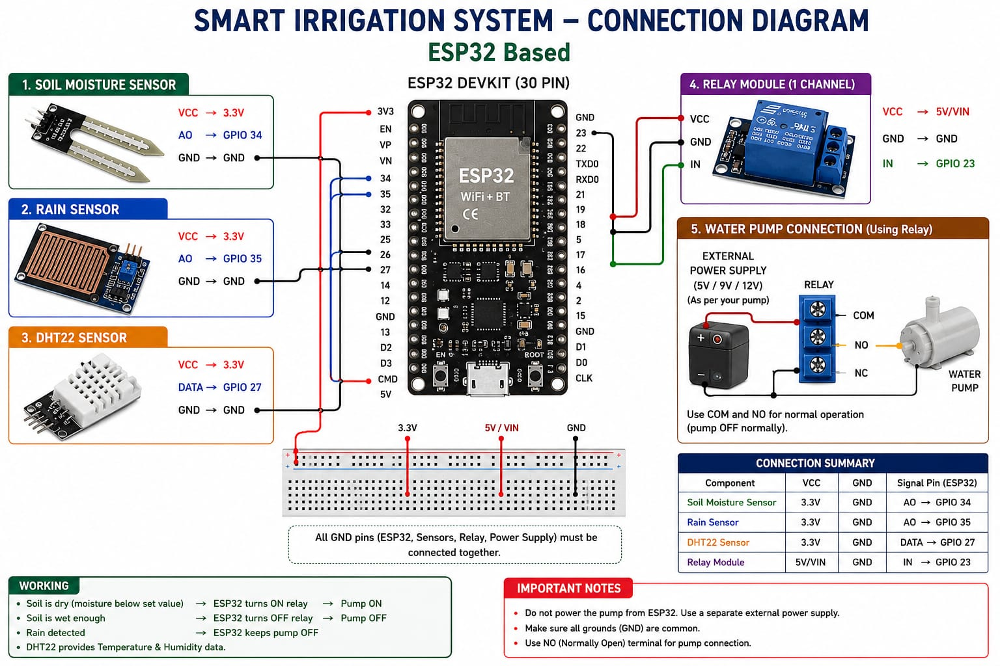 SMART IRRIGATION SYSTEM – CONNECTION DIAGRAM
ESP32 Based
1. SOIL MOISTURE SENSOR
VCC → 3.3V
AO → GPIO 34
GND → GND
2. RAIN SENSOR
VCC → 3.3V
AO → GPIO 35
GND → GND
3. DHT22 SENSOR
VCC → 3.3V
DATA → GPIO 27
GND → GND
ESP32 DEVKIT (30 PIN)
3V3
EN
VP
VN
34
35
32
33
25
26
27
14
12
GND
13
D2
D3
CMD
5V
ESP32
WiFi + BT
CE
EN
GND
23
22
TXD0
RXD0
21
19
18
5
17
16
4
2
15
GND
D1
D0
CLK
4. RELAY MODULE (1 CHANNEL)
VCC
GND
IN
VCC → 5V/VIN
GND → GND
IN → GPIO 23
5. WATER PUMP CONNECTION (Using Relay)
EXTERNAL
POWER SUPPLY
(5V / 9V / 12V)
(As per your pump)
RELAY
COM
NO
NC
+
−
WATER
PUMP
Use COM and NO for normal operation
(pump OFF normally).
3.3V
5V / VIN
GND
+ +
+ +
All GND pins (ESP32, Sensors, Relay, Power Supply) must be
connected together.
CONNECTION SUMMARY
Component VCC GND Signal Pin (ESP32)
Soil Moisture Sensor 3.3V GND AO → GPIO 34
Rain Sensor 3.3V GND AO → GPIO 35
DHT22 Sensor 3.3V GND DATA → GPIO 27
Relay Module 5V/VIN GND IN → GPIO 23
WORKING
• Soil is dry (moisture below set value) → ESP32 turns ON relay → Pump ON
• Soil is wet enough → ESP32 turns OFF relay → Pump OFF
• Rain detected → ESP32 keeps pump OFF
• DHT22 provides Temperature & Humidity data.
IMPORTANT NOTES
• Do not power the pump from ESP32. Use a separate external power supply.
• Make sure all grounds (GND) are common.
• Use NO (Normally Open) terminal for pump connection.